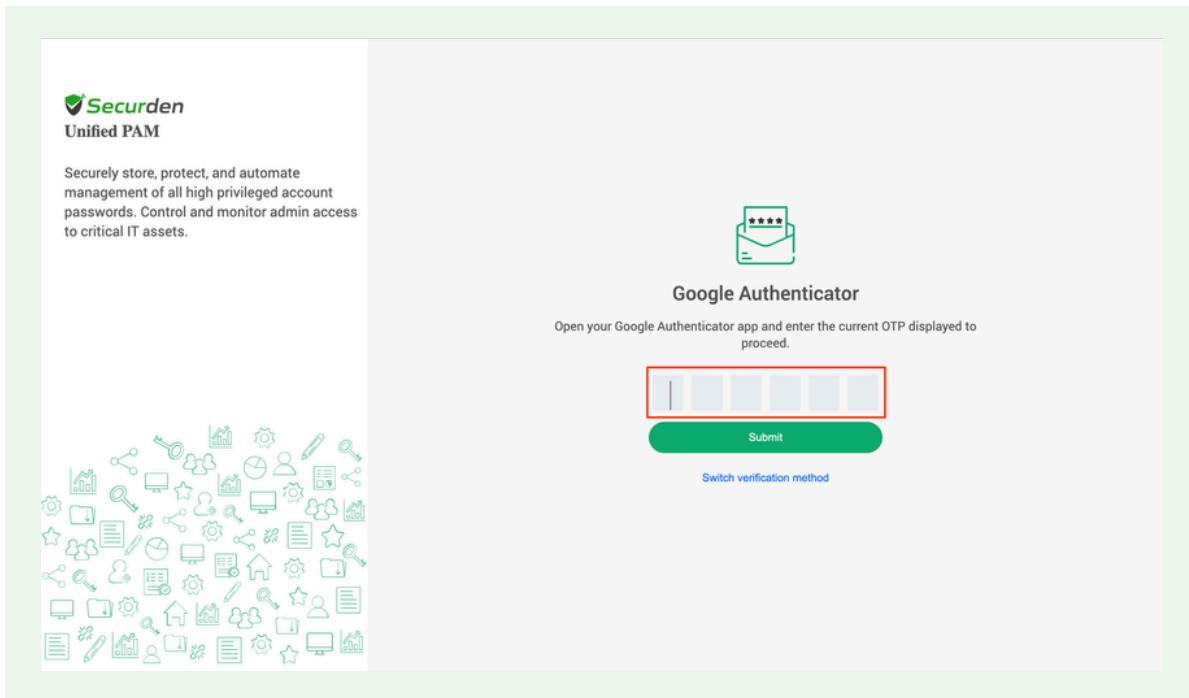 Securden
Unified PAM
Securely store, protect, and automate
management of all high privileged account
passwords. Control and monitor admin access
to critical IT assets.
****
Google Authenticator
Open your Google Authenticator app and enter the current OTP displayed to
proceed.
Submit
Switch verification method